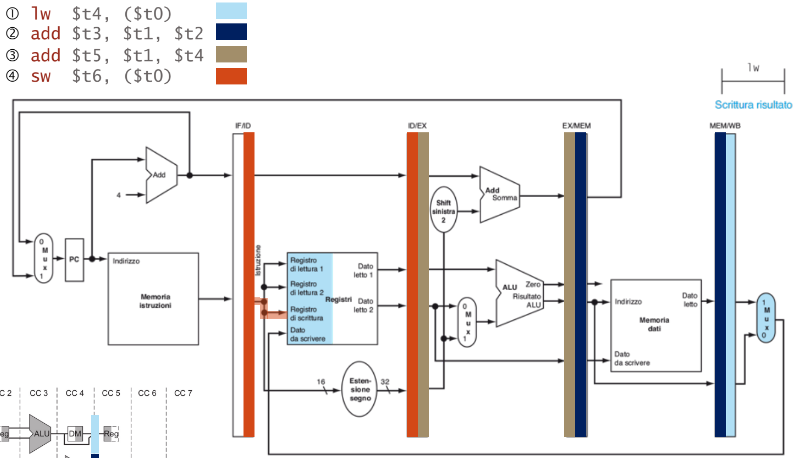 ① lw $t4, ($t0)
② add $t3, $t1, $t2
③ add $t5, $t1, $t4
④ sw $t6, ($t0)
lw
Scrittura risultato
IF/ID
ID/EX
EX/MEM
MEM/WB
Add
4
Add
Somma
Shift
sinistra
2
0
M
u
x
1
PC
Indirizzo
Memoria
istruzioni
Istruzione
Registro
di lettura 1
Registro
di lettura 2
Registri
Registro
di scrittura
Dato
da scrivere
Dato
letto 1
Dato
letto 2
0
M
u
x
1
ALU
Zero
Risultato
ALU
Indirizzo
Dato
letto
Memoria
dati
Dato
da scrivere
1
M
u
x
0
16
Esten-
sione
segno
32
C 2 CC 3 CC 4 CC 5 CC 6 CC 7
eg ALU DM Reg